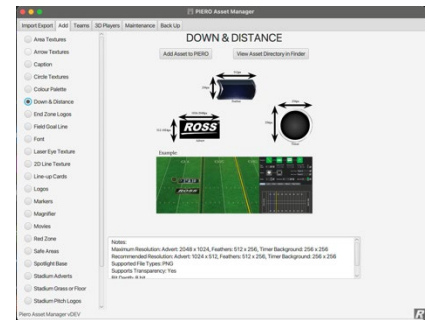 PIERO Asset Manager
Import Export Add Teams 3D Players Maintenance Back Up
Area Textures
Arrow Textures
Caption
Circle Textures
Colour Palette
Down & Distance
End Zone Logos
Field Goal Line
Font
Laser Eye Texture
2D Line Texture
Line-up Cards
Logos
Markers
Magnifier
Movies
Red Zone
Safe Areas
Spotlight Base
Stadium Adverts
Stadium Grass or Floor
Stadium Pitch Logos
DOWN & DISTANCE
Add Asset to PIERO
View Asset Directory in Finder
ROSS
Example
Notes:
Maximum Resolution: Advert: 2048 x 1024, Feathers: 512 x 256, Timer Background: 256 x 256
Recommended Resolution: Advert: 1024 x 512, Feathers: 512 x 256, Timer Background: 256 x 256
Supported File Types: PNG
Supports Transparency: Yes
Piero Asset Manager vDEV